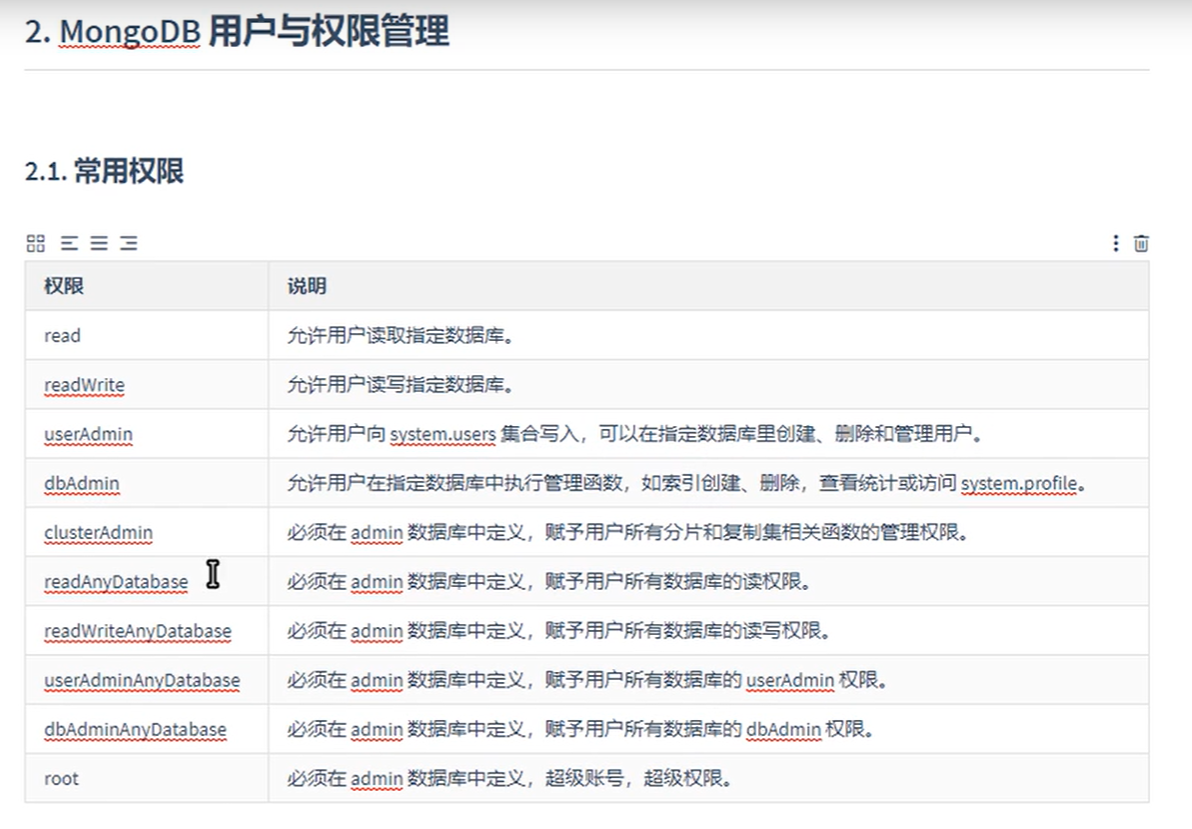 2. MongoDB 用户与权限管理
2.1. 常用权限
权限 说明
read 允许用户读取指定数据库。
readWrite 允许用户读写指定数据库。
userAdmin 允许用户向 system.users 集合写入，可以在指定数据库里创建、删除和管理用户。
dbAdmin 允许用户在指定数据库中执行管理函数，如索引创建、删除，查看统计或访问 system.profile。
clusterAdmin 必须在 admin 数据库中定义，赋予用户所有分片和复制集相关函数的管理权限。
readAnyDatabase 必须在 admin 数据库中定义，赋予用户所有数据库的读权限。
readWriteAnyDatabase 必须在 admin 数据库中定义，赋予用户所有数据库的读写权限。
userAdminAnyDatabase 必须在 admin 数据库中定义，赋予用户所有数据库的 userAdmin 权限。
dbAdminAnyDatabase 必须在 admin 数据库中定义，赋予用户所有数据库的 dbAdmin 权限。
root 必须在 admin 数据库中定义，超级账号，超级权限。